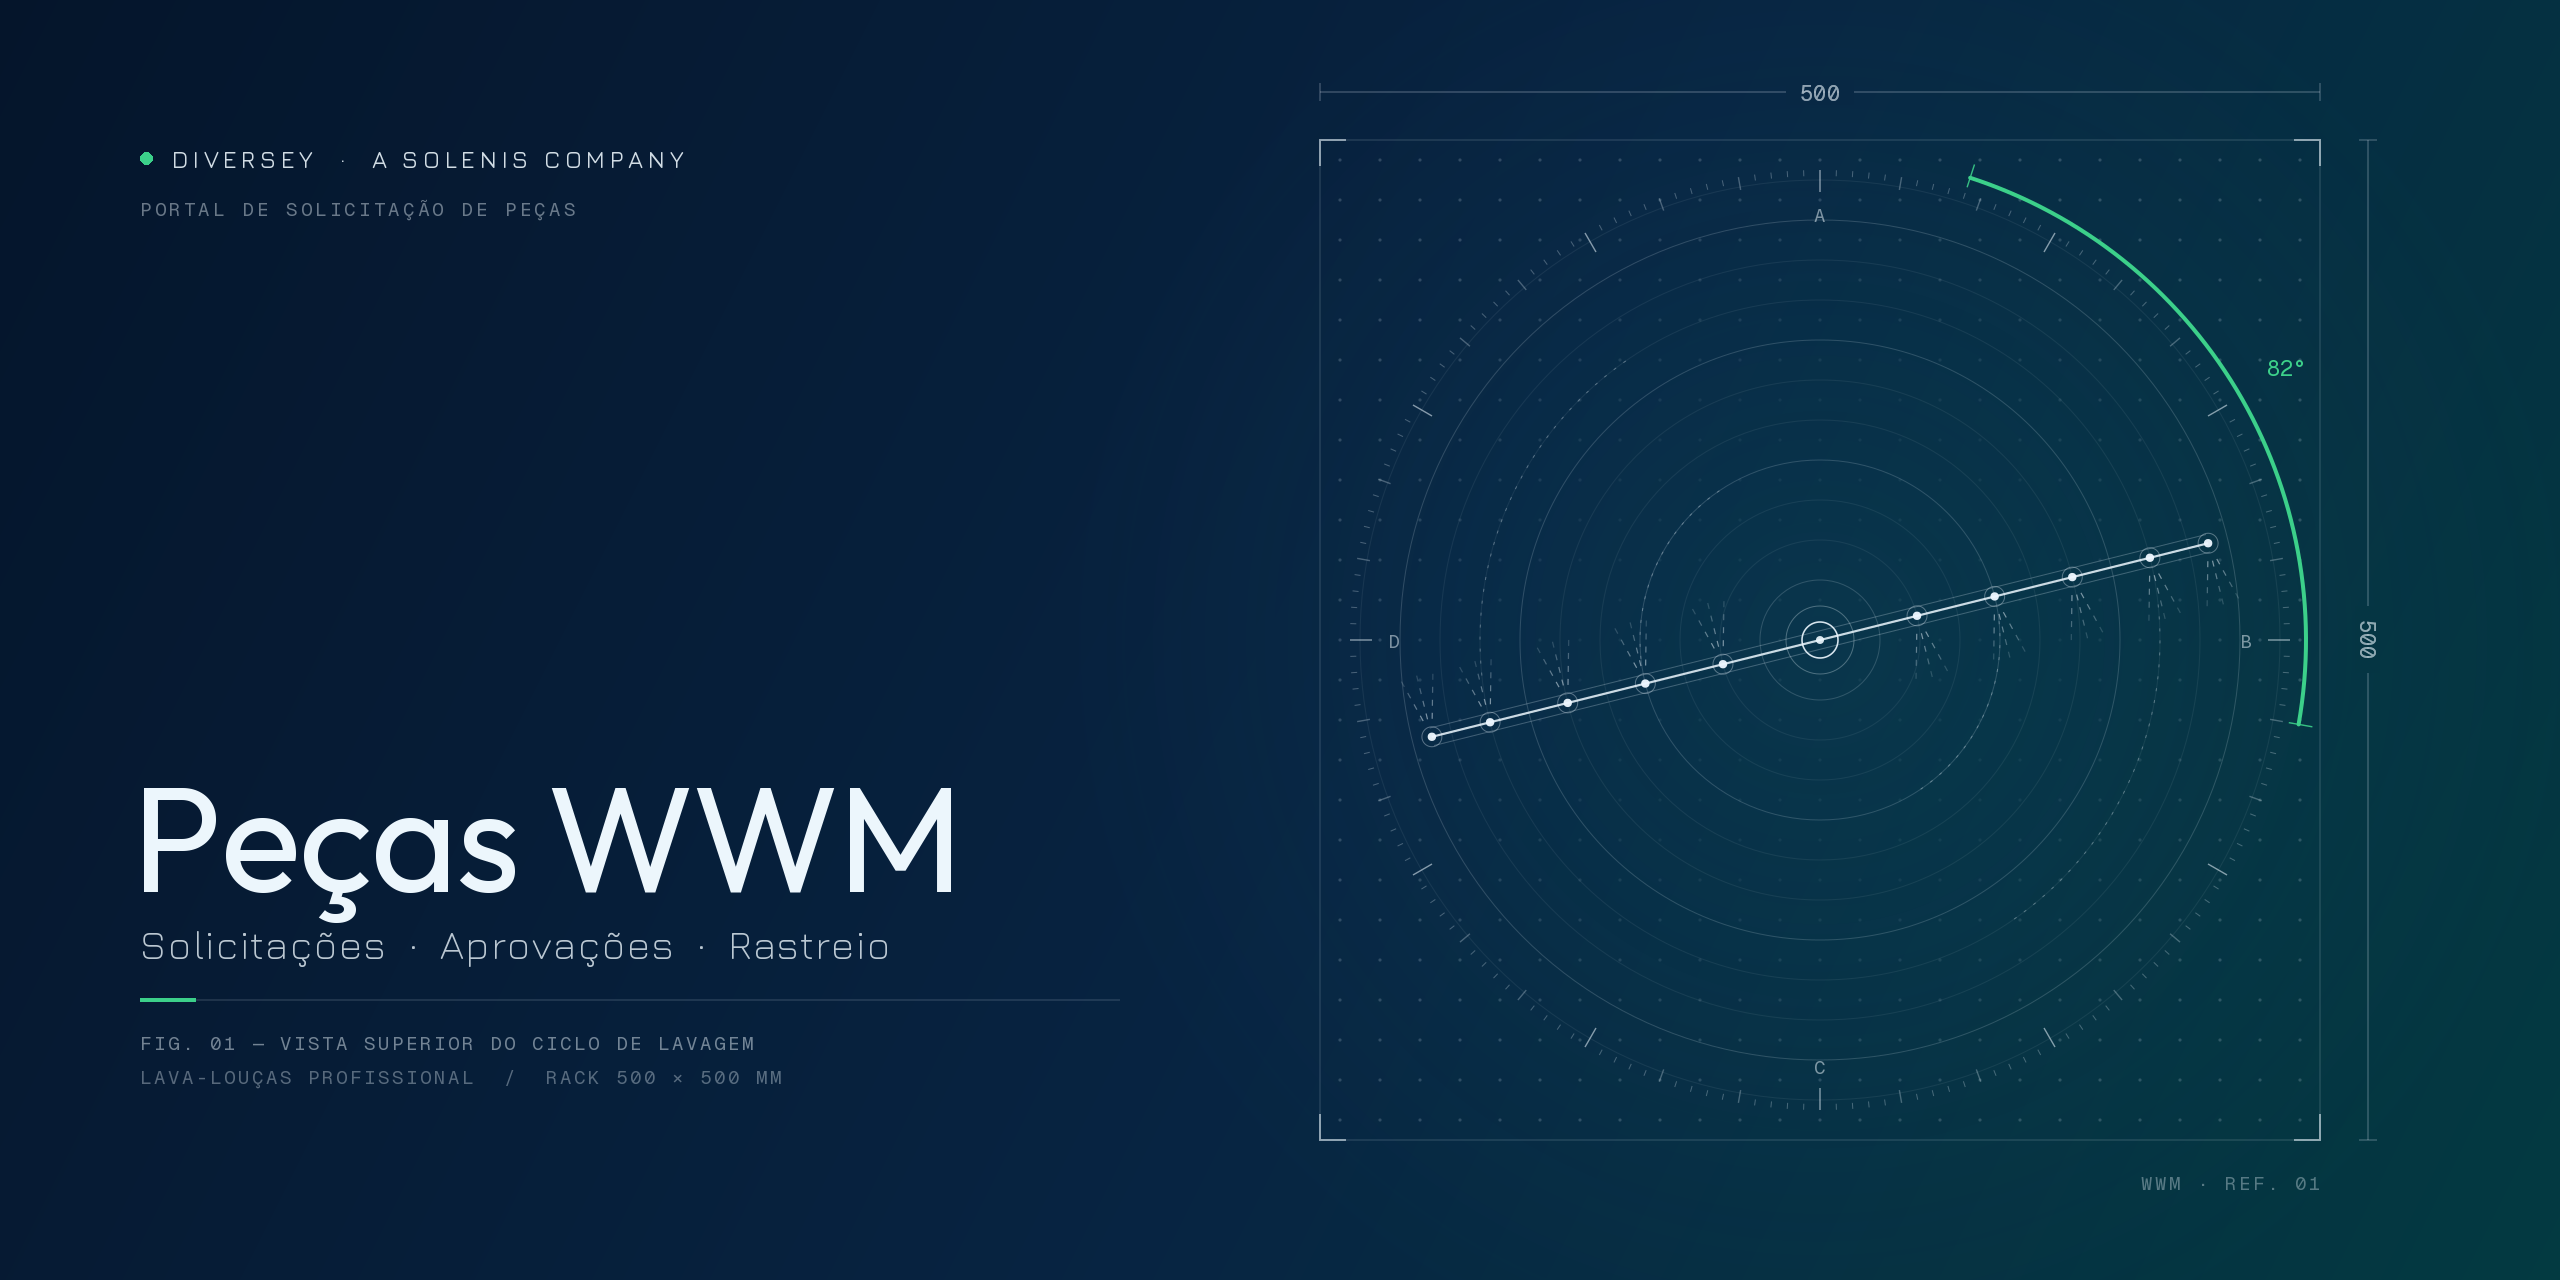 DIVERSEY · A SOLENIS COMPANY
PORTAL DE SOLICITAÇÃO DE PEÇAS
Peças WWM
Solicitações · Aprovações · Rastreio
FIG. 01 — VISTA SUPERIOR DO CICLO DE LAVAGEM
LAVA-LOUÇAS PROFISSIONAL / RACK 500 × 500 MM
500
A
82°
D
B
500
C
WWM · REF. 01